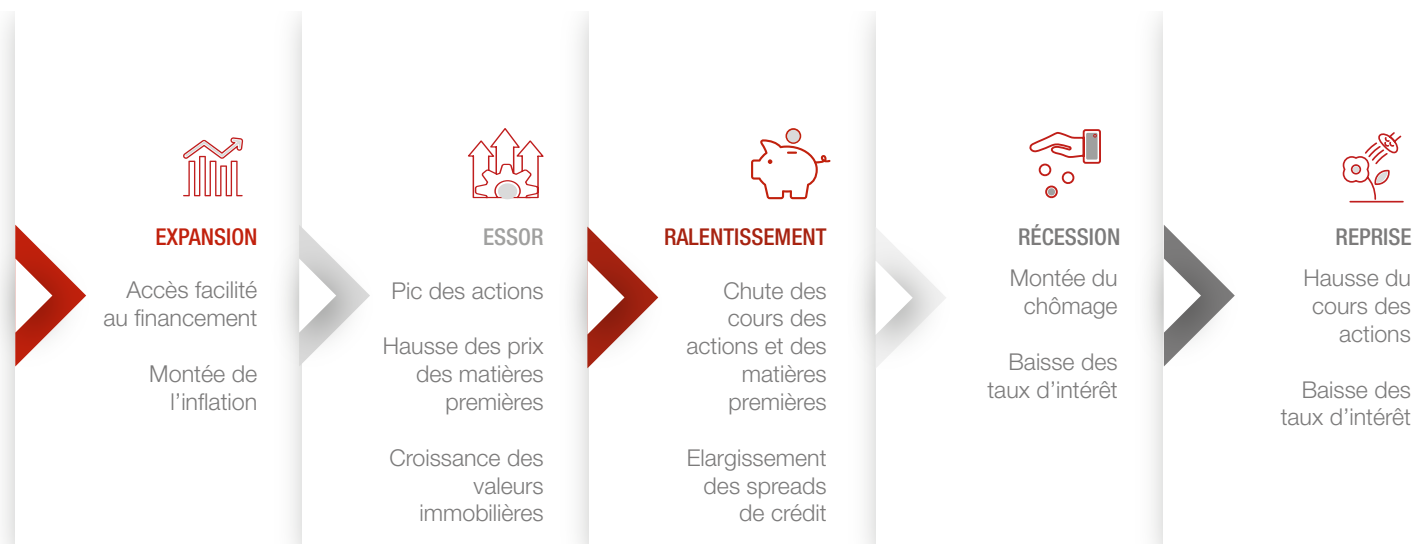 EXPANSION
Accès facilité
au financement
Montée de
l’inflation
ESSOR
Pic des actions
Hausse des prix
des matières
premières
Croissance des
valeurs
immobilières
RALENTISSEMENT
Chute des
cours des
actions et des
matières
premières
Elargissement
des spreads
de crédit
RÉCESSION
Montée du
chômage
Baisse des
taux d’intérêt
REPRISE
Hausse du
cours des
actions
Baisse des
taux d’intérêt